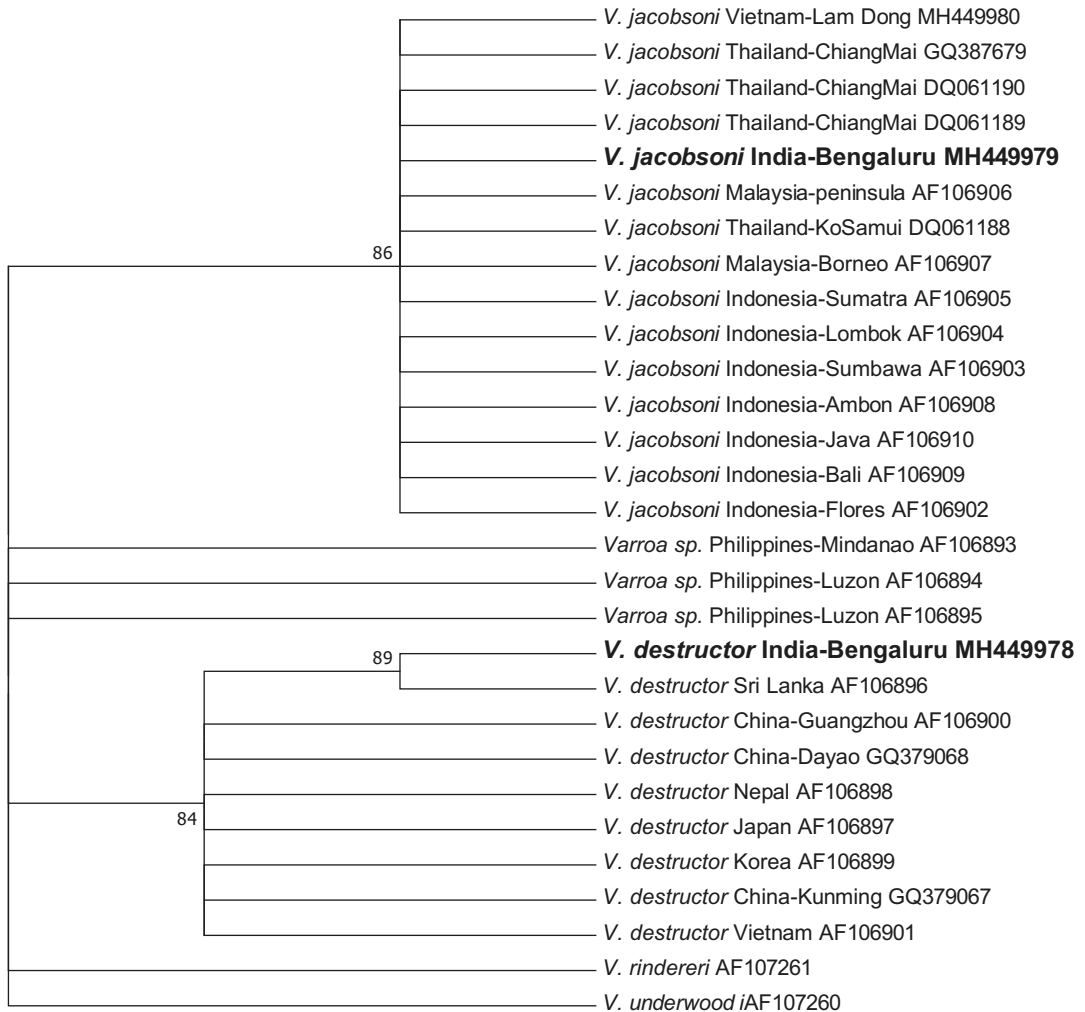 V. jacobsoni Vietnam-Lam Dong MH449980
V. jacobsoni Thailand-ChiangMai GQ387679
V. jacobsoni Thailand-ChiangMai DQ061190
V. jacobsoni Thailand-ChiangMai DQ061189
V. jacobsoni India-Bengaluru MH449979
V. jacobsoni Malaysia-peninsula AF106906
V. jacobsoni Thailand-KoSamui DQ061188
86
V. jacobsoni Malaysia-Borneo AF106907
V. jacobsoni Indonesia-Sumatra AF106905
V. jacobsoni Indonesia-Lombok AF106904
V. jacobsoni Indonesia-Sumbawa AF106903
V. jacobsoni Indonesia-Ambon AF106908
V. jacobsoni Indonesia-Java AF106910
V. jacobsoni Indonesia-Bali AF106909
V. jacobsoni Indonesia-Flores AF106902
Varroa sp. Philippines-Mindanao AF106893
Varroa sp. Philippines-Luzon AF106894
Varroa sp. Philippines-Luzon AF106895
89
V. destructor India-Bengaluru MH449978
V. destructor Sri Lanka AF106896
V. destructor China-Guangzhou AF106900
V. destructor China-Dayao GQ379068
V. destructor Nepal AF106898
84
V. destructor Japan AF106897
V. destructor Korea AF106899
V. destructor China-Kunming GQ379067
V. destructor Vietnam AF106901
V. rindereri AF107261
V. underwood iAF107260